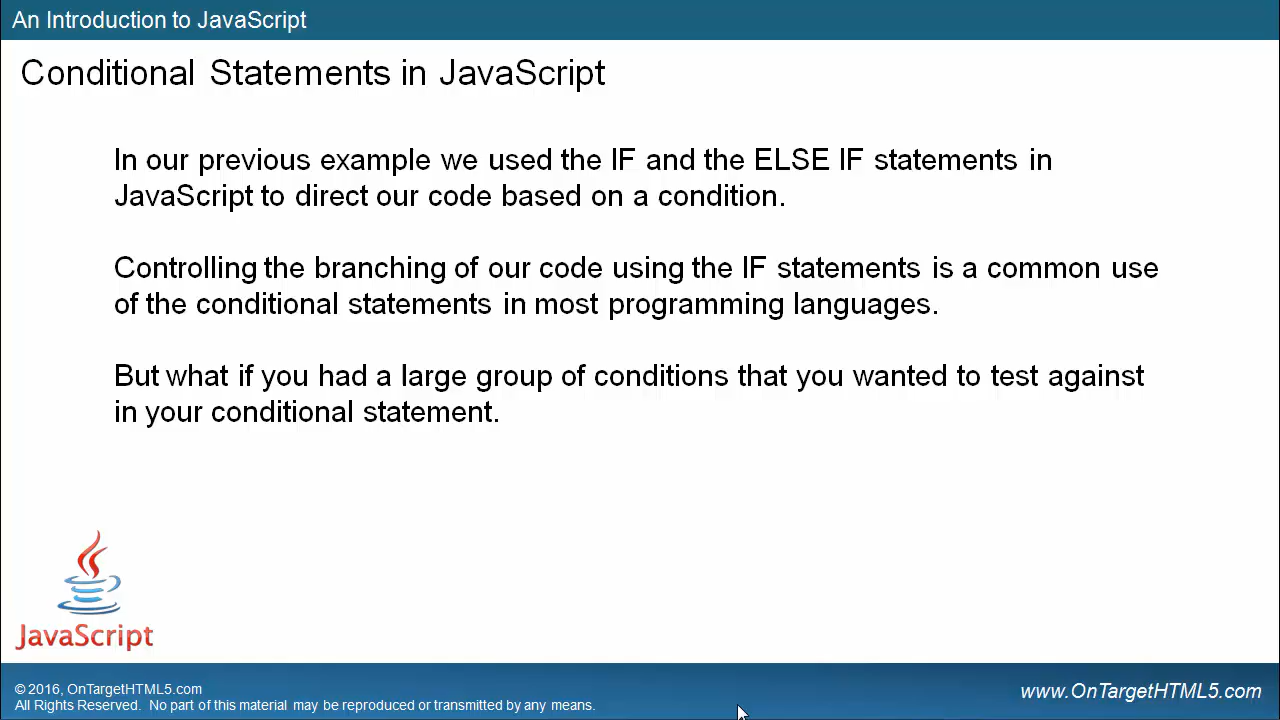 An Introduction to JavaScript
Conditional Statements in JavaScript
In our previous example we used the IF and the ELSE IF statements in
JavaScript to direct our code based on a condition.
Controlling the branching of our code using the IF statements is a common use
of the conditional statements in most programming languages.
But what if you had a large group of conditions that you wanted to test against
in your conditional statement.
JavaScript
© 2016, OnTargetHTML5.com
All Rights Reserved. No part of this material may be reproduced or transmitted by any means.
www.OnTargetHTML5.com